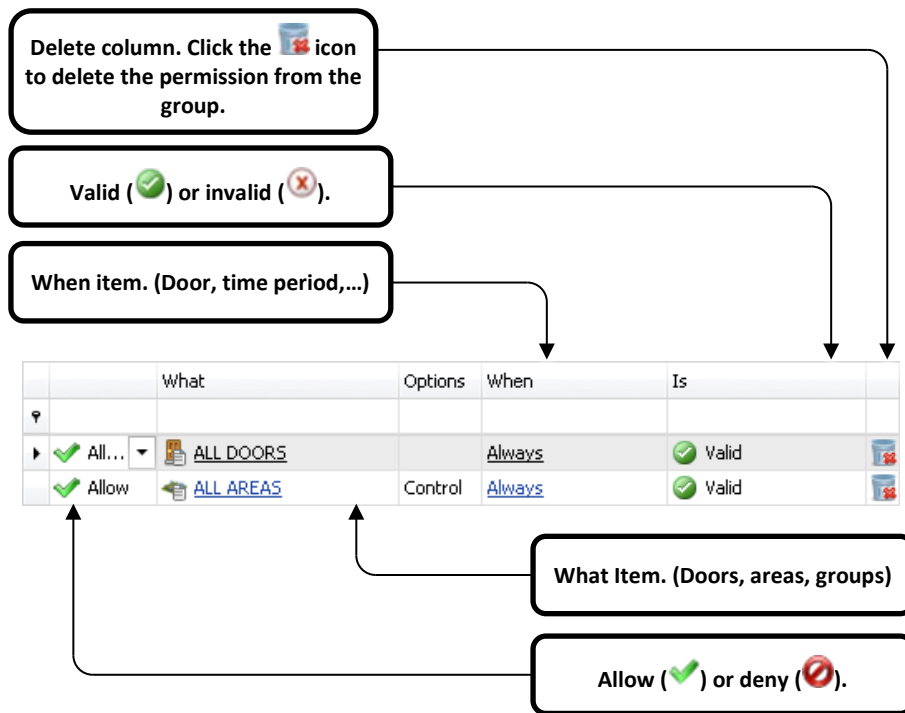 Delete column. Click the icon
to delete the permission from the
group.
Valid ( ) or invalid ( ).
When item. (Door, time period,...)
What Options When Is
All... ALL DOORS Always Valid
Allow ALL AREAS Control Always Valid
What Item. (Doors, areas, groups)
Allow ( ) or deny ( ).